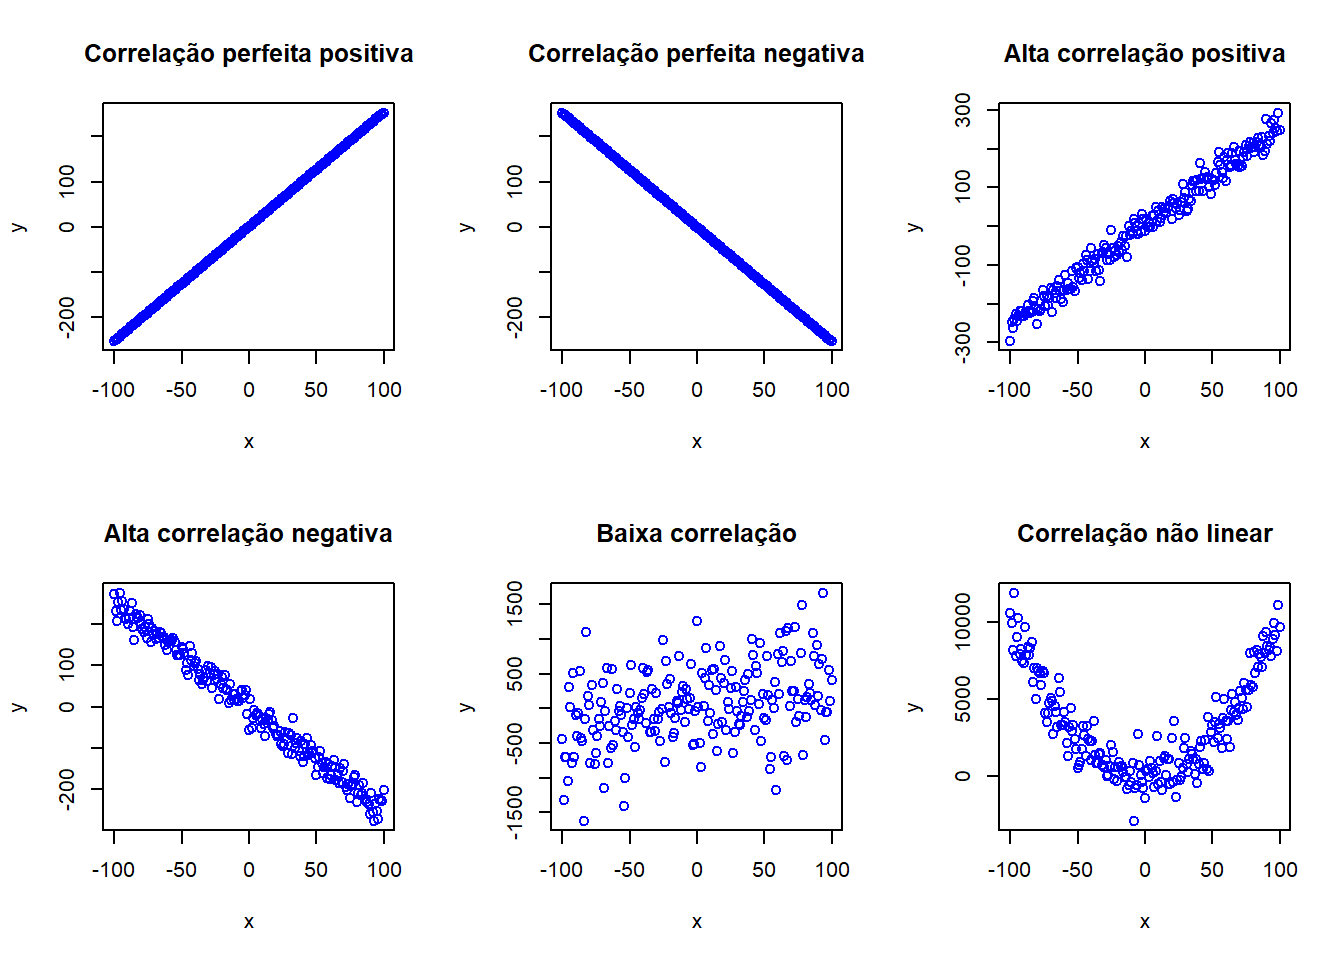 Correlação perfeita positiva
Correlação perfeita negativa
Alta correlação positiva
y
-200 0 100
-100 -50 0 50 100
x
y
-200 0 100
-100 -50 0 50 100
x
y
-300 -100 100 300
-100 -50 0 50 100
x
Alta correlação negativa
Baixa correlação
Correlação não linear
y
-200 0 100
-100 -50 0 50 100
x
y
-1500 -500 500 1500
-100 -50 0 50 100
x
y
0 5000 10000
-100 -50 0 50 100
x